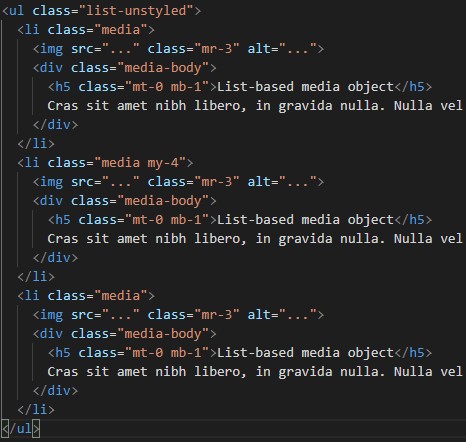 <ul class="list-unstyled">
<li class="media">
<img src="..." class="mr-3" alt="...">
<div class="media-body">
<h5 class="mt-0 mb-1">List-based media object</h5>
Cras sit amet nibh libero, in gravida nulla. Nulla vel
</div>
</li>
<li class="media my-4">
<img src="..." class="mr-3" alt="...">
<div class="media-body">
<h5 class="mt-0 mb-1">List-based media object</h5>
Cras sit amet nibh libero, in gravida nulla. Nulla vel
</div>
</li>
<li class="media">
<img src="..." class="mr-3" alt="...">
<div class="media-body">
<h5 class="mt-0 mb-1">List-based media object</h5>
Cras sit amet nibh libero, in gravida nulla. Nulla vel
</div>
</li>
</ul>